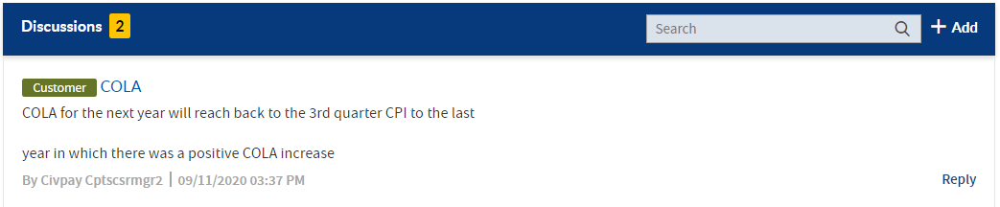 Discussions 2
Search
+ Add
Customer COLA
COLA for the next year will reach back to the 3rd quarter CPI to the last
year in which there was a positive COLA increase
By Civpay Cptscsrmgr2 | 09/11/2020 03:37 PM
Reply